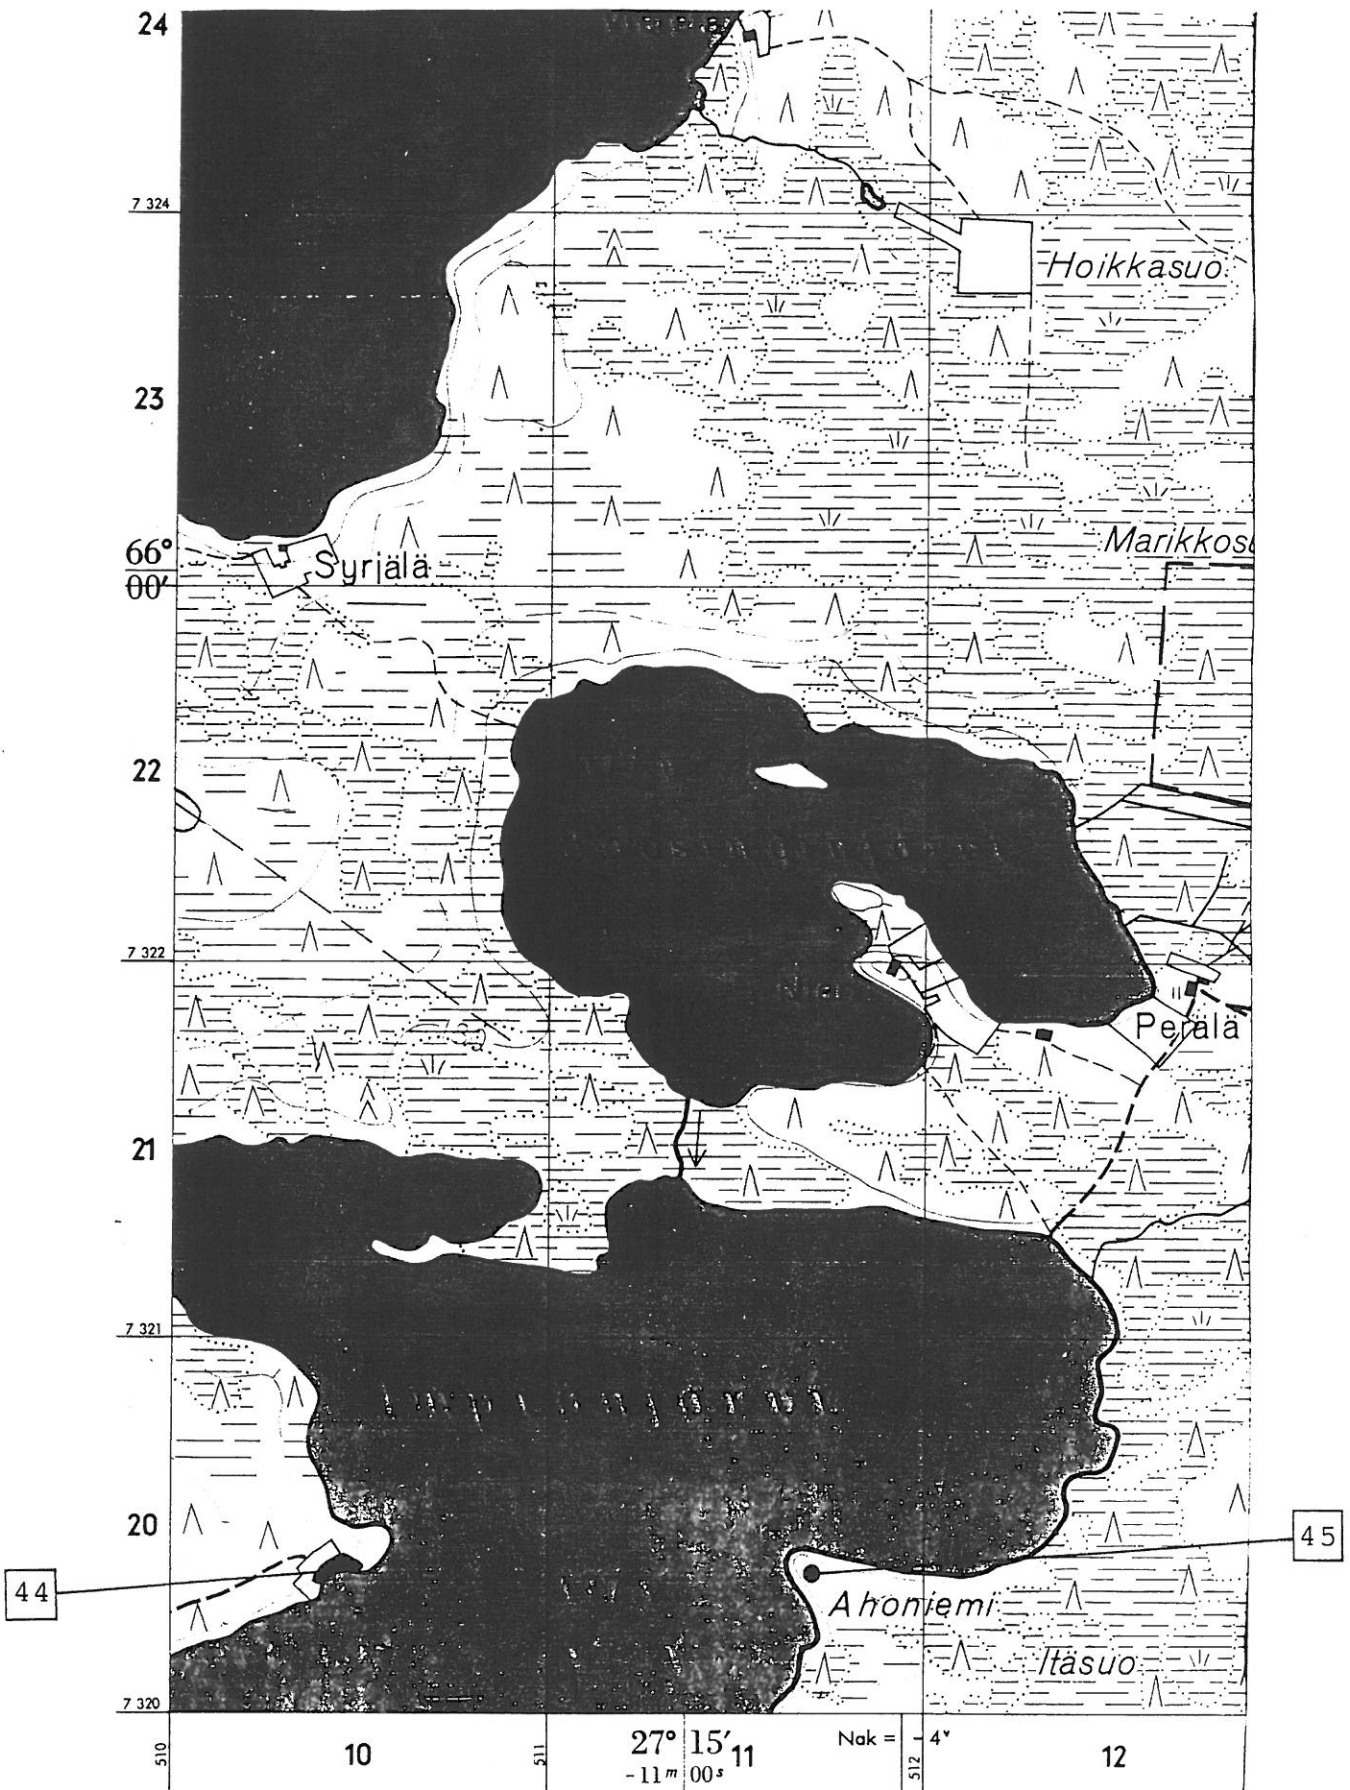 24
7 324
Hoikkasuo
23
66°
00′
Syrjälä
Marikkosu
22
7 322
Perälä
21
7 321
20
45
44
Ahoniemi
Itäsuo
7 320
510
10
511
27° 15′
-11ᵐ 00ˢ
11
Nak = - 4ᵛ
512
12